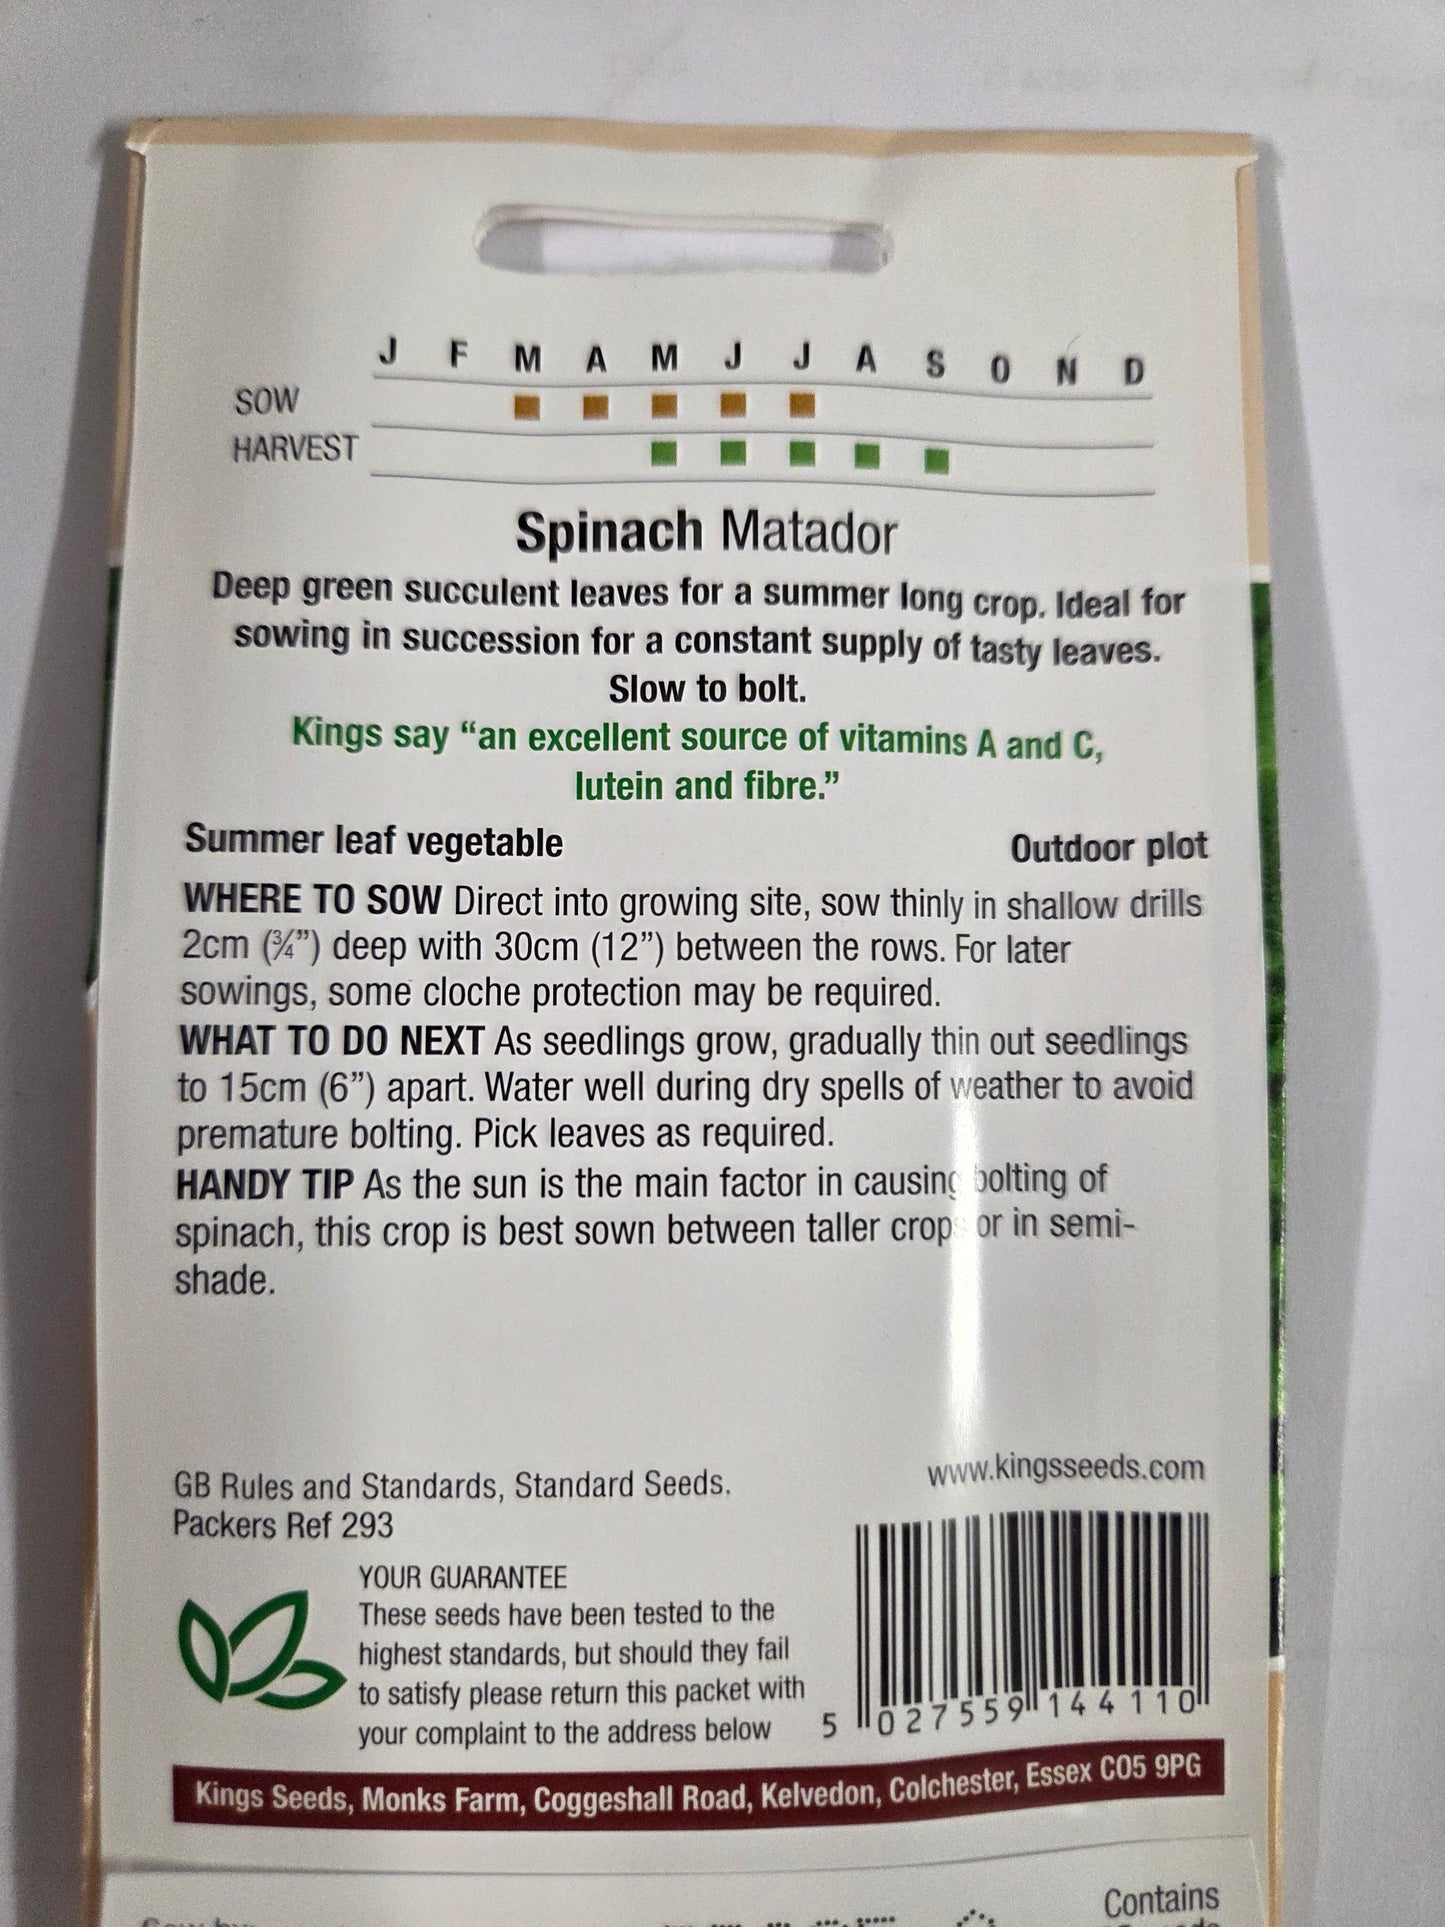 J F M A M J J A S O N D
SOW
HARVEST
Spinach Matador
Deep green succulent leaves for a summer long crop. Ideal for
sowing in succession for a constant supply of tasty leaves.
Slow to bolt.
Kings say “an excellent source of vitamins A and C,
lutein and fibre.”
Summer leaf vegetable Outdoor plot
WHERE TO SOW Direct into growing site, sow thinly in shallow drills
2cm (¾”) deep with 30cm (12”) between the rows. For later
sowings, some cloche protection may be required.
WHAT TO DO NEXT As seedlings grow, gradually thin out seedlings
to 15cm (6”) apart. Water well during dry spells of weather to avoid
premature bolting. Pick leaves as required.
HANDY TIP As the sun is the main factor in causing bolting of
spinach, this crop is best sown between taller crops or in semi-
shade.
www.kingsseeds.com
GB Rules and Standards, Standard Seeds.
Packers Ref 293
YOUR GUARANTEE
These seeds have been tested to the
highest standards, but should they fail
to satisfy please return this packet with
your complaint to the address below
5 027559 144110
Kings Seeds, Monks Farm, Coggeshall Road, Kelvedon, Colchester, Essex CO5 9PG
Contains